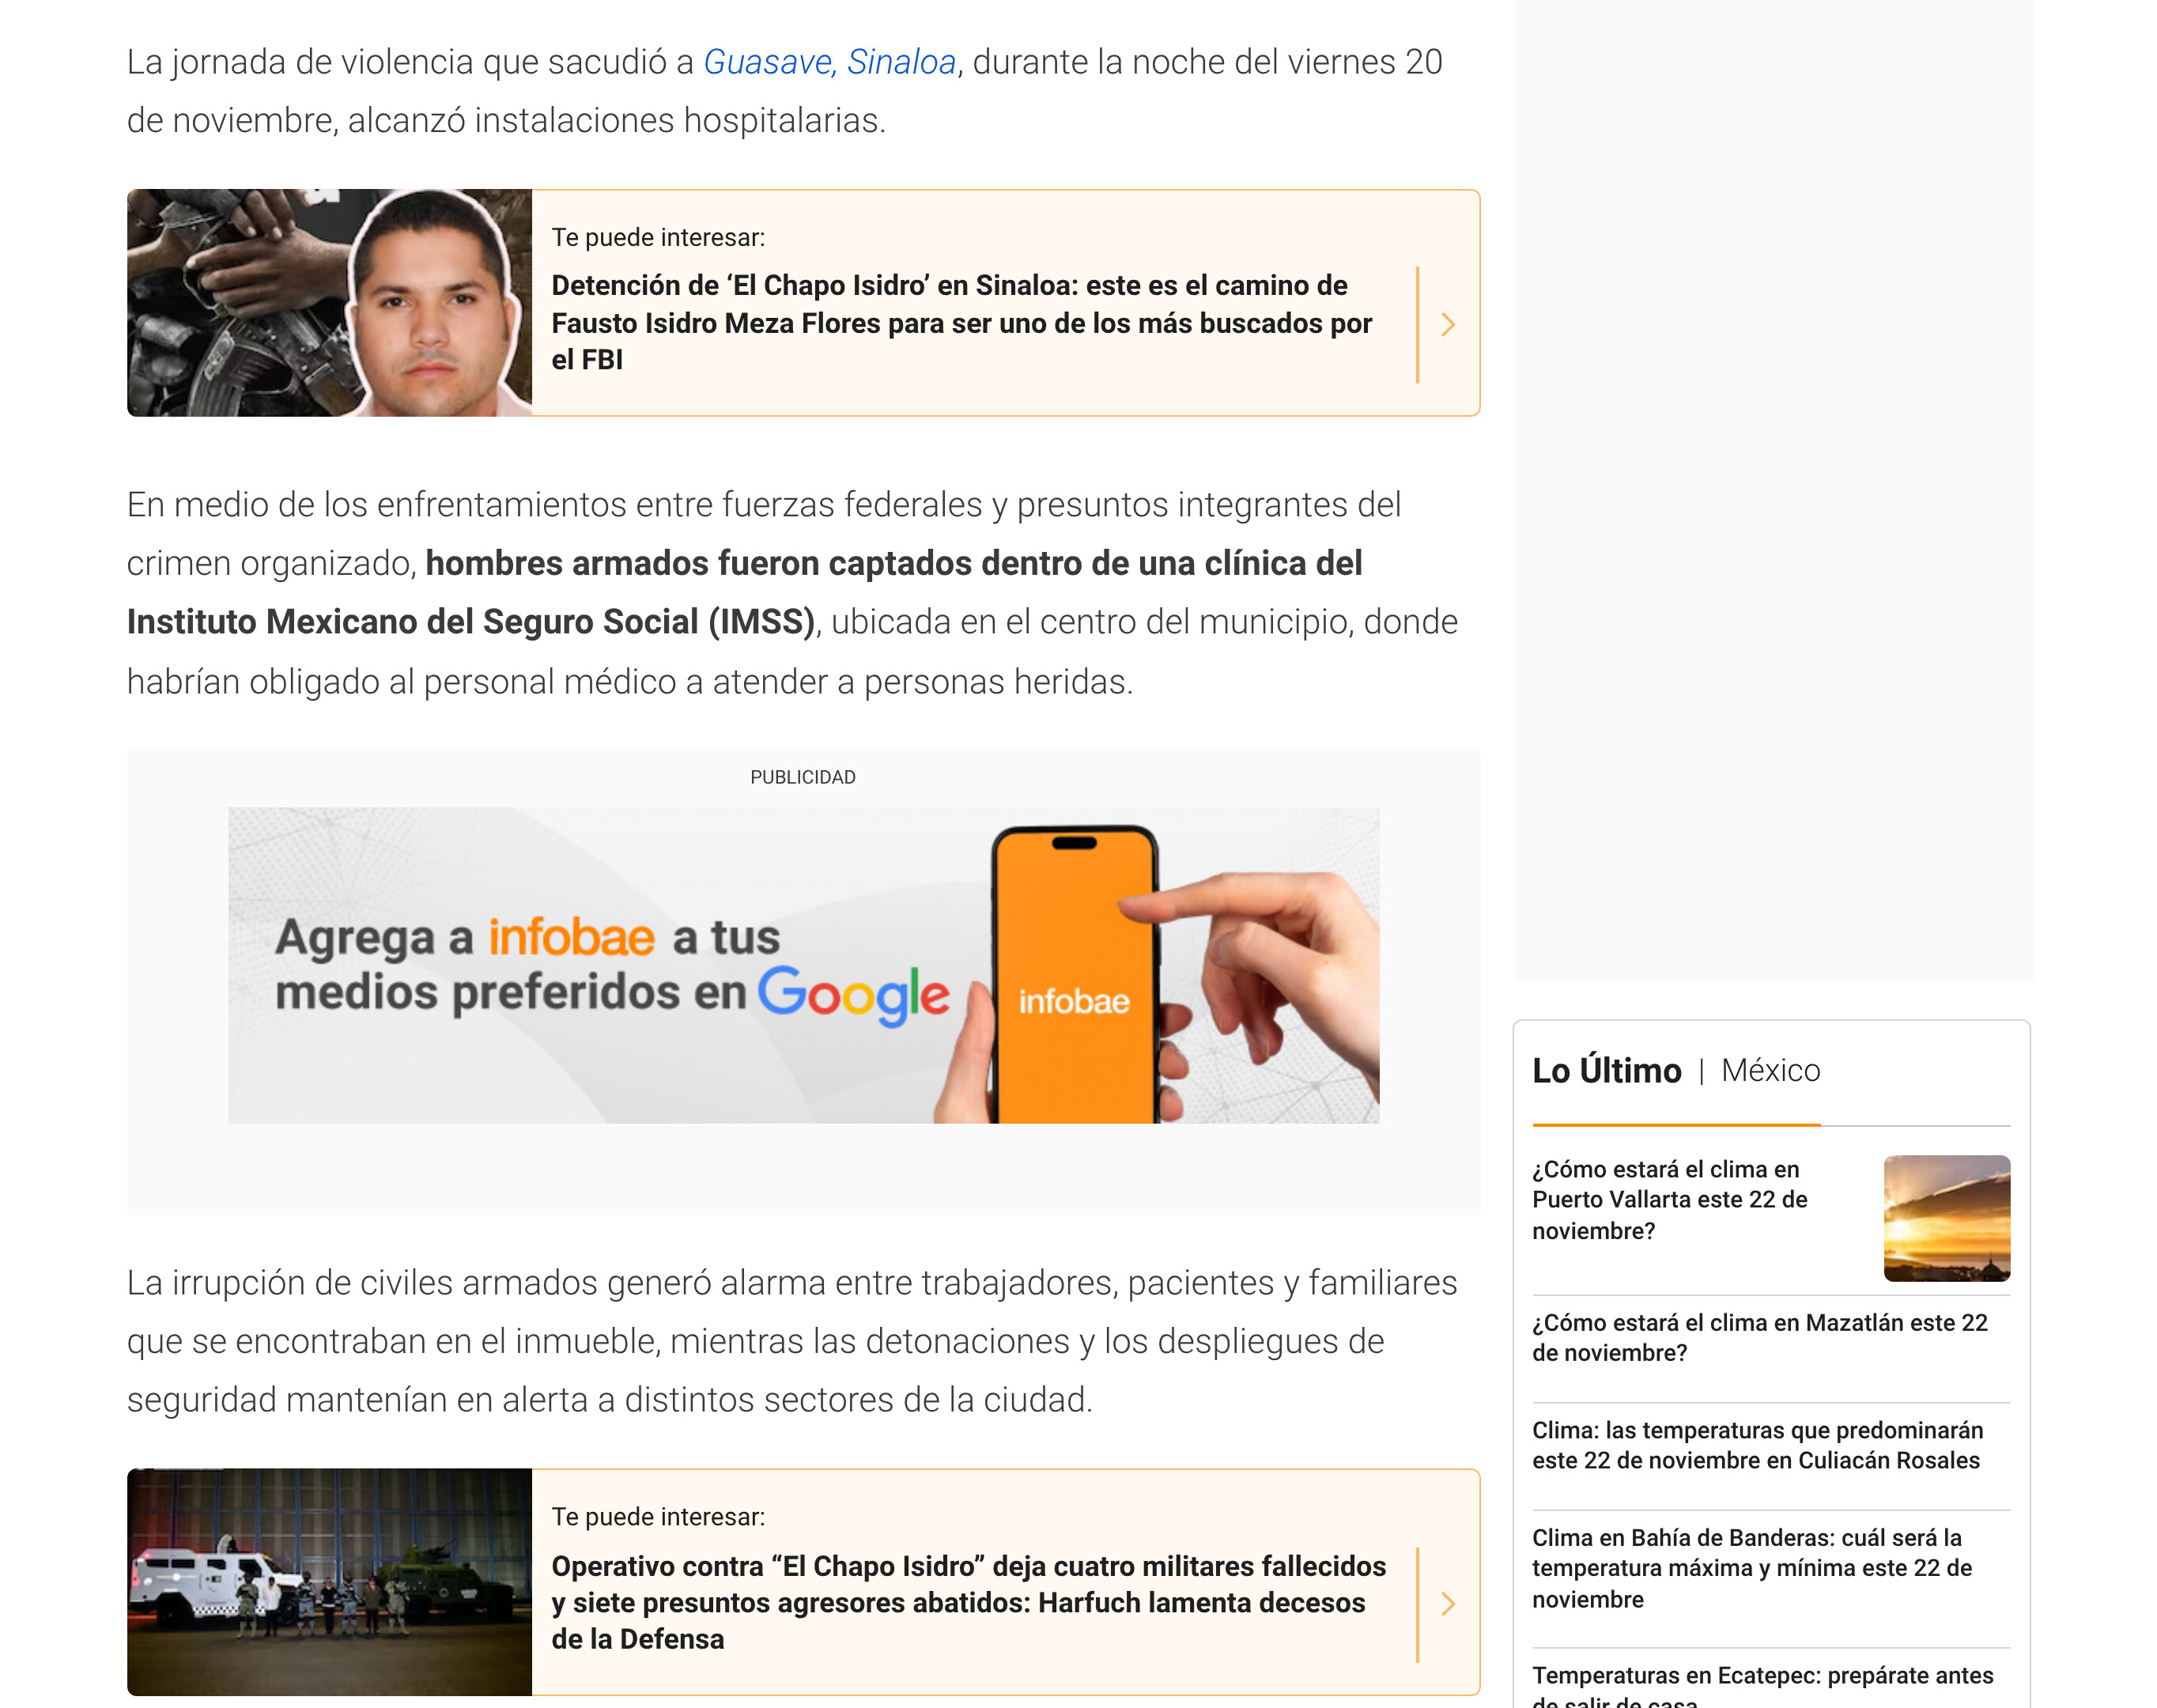 La jornada de violencia que sacudió a Guasave, Sinaloa, durante la noche del viernes 20
de noviembre, alcanzó instalaciones hospitalarias.
Te puede interesar:
Detención de ‘El Chapo Isidro’ en Sinaloa: este es el camino de
Fausto Isidro Meza Flores para ser uno de los más buscados por
el FBI
En medio de los enfrentamientos entre fuerzas federales y presuntos integrantes del
crimen organizado, hombres armados fueron captados dentro de una clínica del
Instituto Mexicano del Seguro Social (IMSS), ubicada en el centro del municipio, donde
habrían obligado al personal médico a atender a personas heridas.
PUBLICIDAD
Agrega a infobae a tus
medios preferidos en Google
infobae
La irrupción de civiles armados generó alarma entre trabajadores, pacientes y familiares
que se encontraban en el inmueble, mientras las detonaciones y los despliegues de
seguridad mantenían en alerta a distintos sectores de la ciudad.
Te puede interesar:
Operativo contra “El Chapo Isidro” deja cuatro militares fallecidos
y siete presuntos agresores abatidos: Harfuch lamenta decesos
de la Defensa
Lo Último | México
¿Cómo estará el clima en
Puerto Vallarta este 22 de
noviembre?
¿Cómo estará el clima en Mazatlán este 22
de noviembre?
Clima: las temperaturas que predominarán
este 22 de noviembre en Culiacán Rosales
Clima en Bahía de Banderas: cuál será la
temperatura máxima y mínima este 22 de
noviembre
Temperaturas en Ecatepec: prepárate antes
de salir de casa